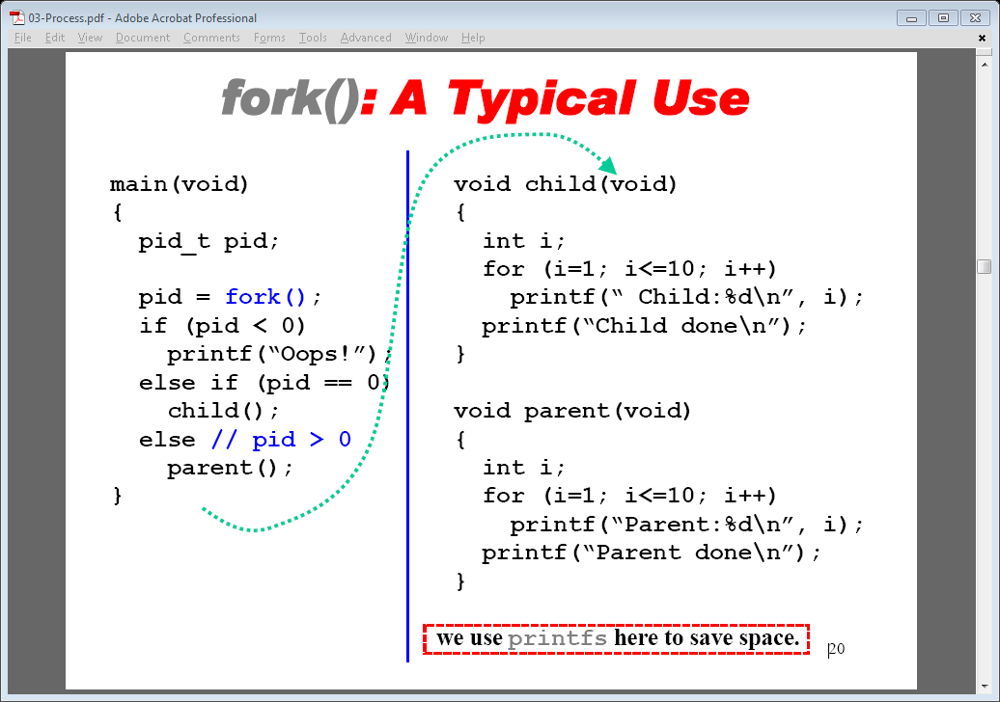 03-Process.pdf - Adobe Acrobat Professional
File Edit View Document Comments Forms Tools Advanced Window Help
fork(): A Typical Use
main(void)
{
  pid_t pid;

  pid = fork();
  if (pid < 0)
    printf(“Oops!”);
  else if (pid == 0)
    child();
  else // pid > 0
    parent();
}
void child(void)
{
  int i;
  for (i=1; i<=10; i++)
    printf(“ Child:%d\n”, i);
  printf(“Child done\n”);
}

void parent(void)
{
  int i;
  for (i=1; i<=10; i++)
    printf(“Parent:%d\n”, i);
  printf(“Parent done\n”);
}
we use printfs here to save space.
20